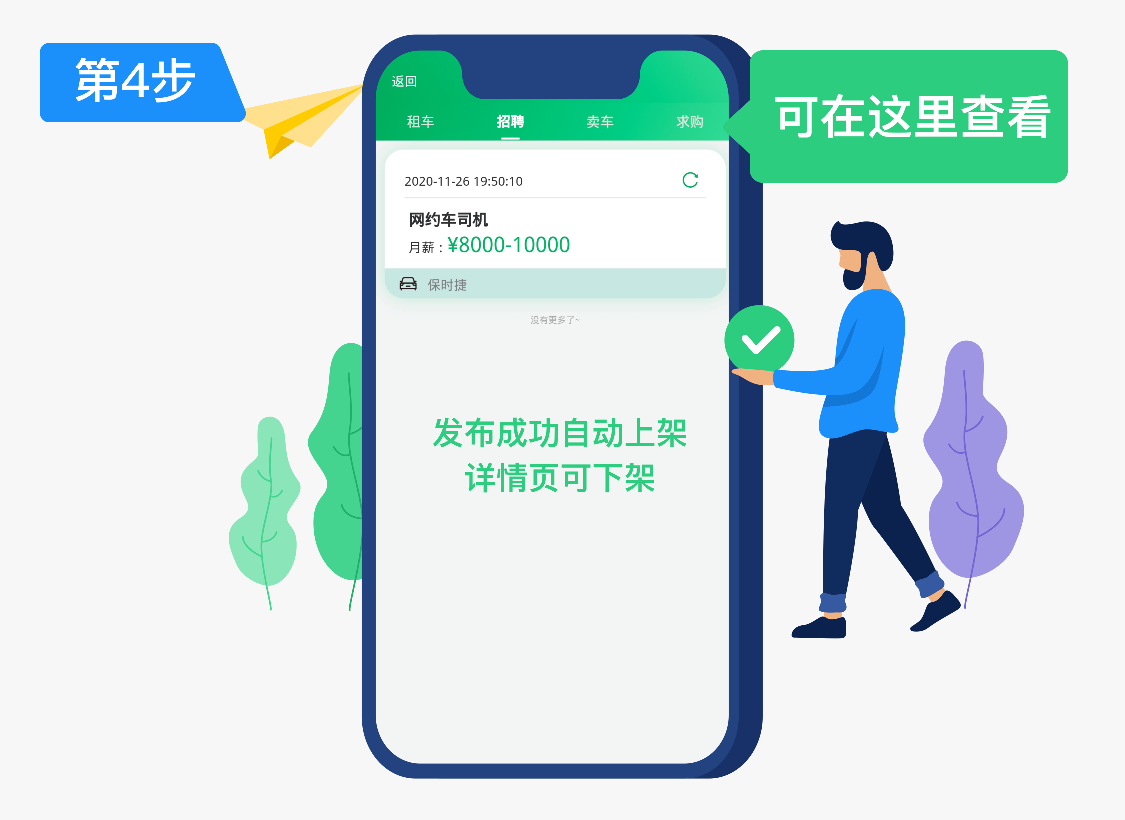 第4步
可在这里查看
返回
租车 招聘 卖车 求购
2020-11-26 19:50:10
网约车司机
月薪：¥8000-10000
保时捷
没有更多了~
发布成功自动上架
详情页可下架